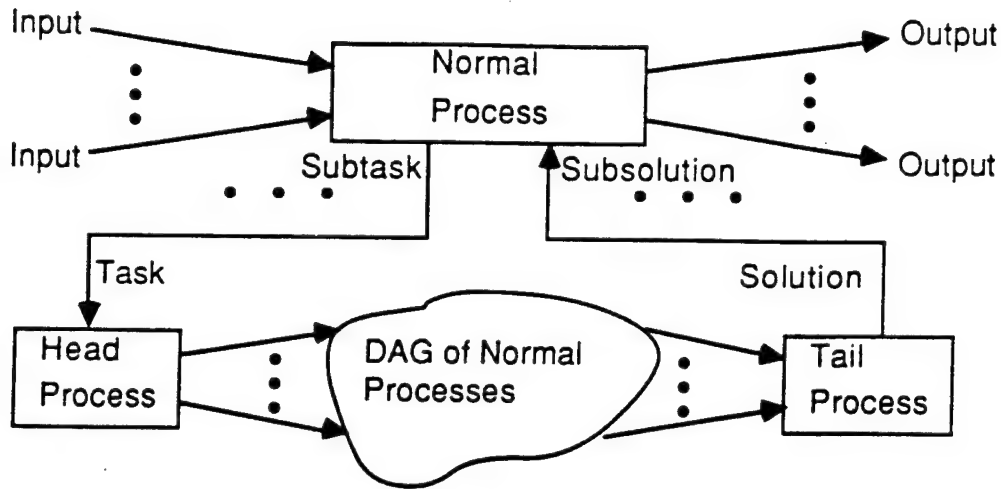 Input
Output
Normal
Process
Input
Output
Subtask
Subsolution
Task
Solution
Head
Process
DAG of Normal
Processes
Tail
Process